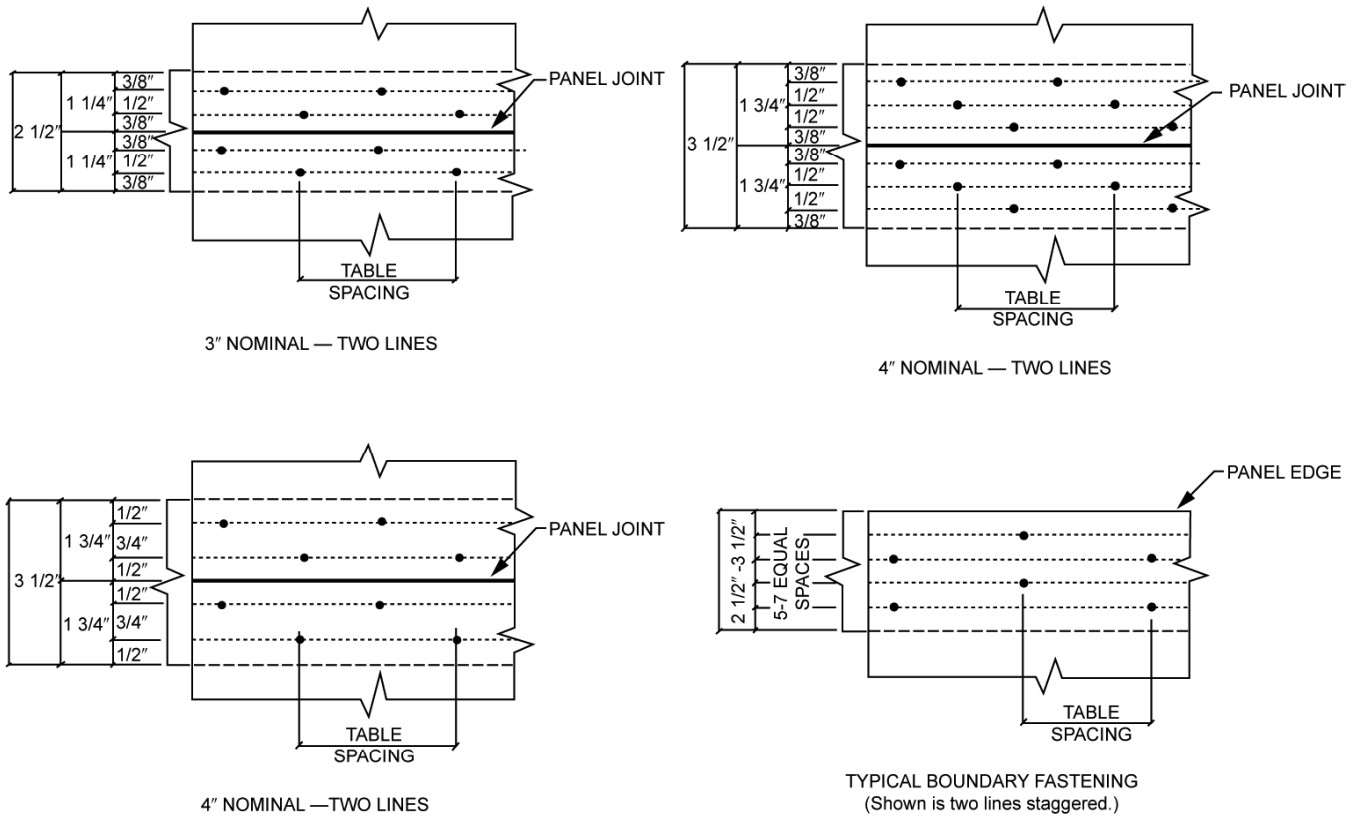 3/8″
1/2″
3/8″
3/8″
1/2″
3/8″
1 1/4″
1 1/4″
2 1/2″
PANEL JOINT
TABLE
SPACING
3″ NOMINAL — TWO LINES
3/8″
1/2″
1/2″
3/8″
3/8″
1/2″
1/2″
3/8″
1 3/4″
1 3/4″
3 1/2″
PANEL JOINT
TABLE
SPACING
4″ NOMINAL — TWO LINES
1/2″
3/4″
1/2″
1/2″
3/4″
1/2″
1 3/4″
1 3/4″
3 1/2″
PANEL JOINT
TABLE
SPACING
4″ NOMINAL —TWO LINES
PANEL EDGE
2 1/2″ -3 1/2″
5-7 EQUAL
SPACES
TABLE
SPACING
TYPICAL BOUNDARY FASTENING
(Shown is two lines staggered.)